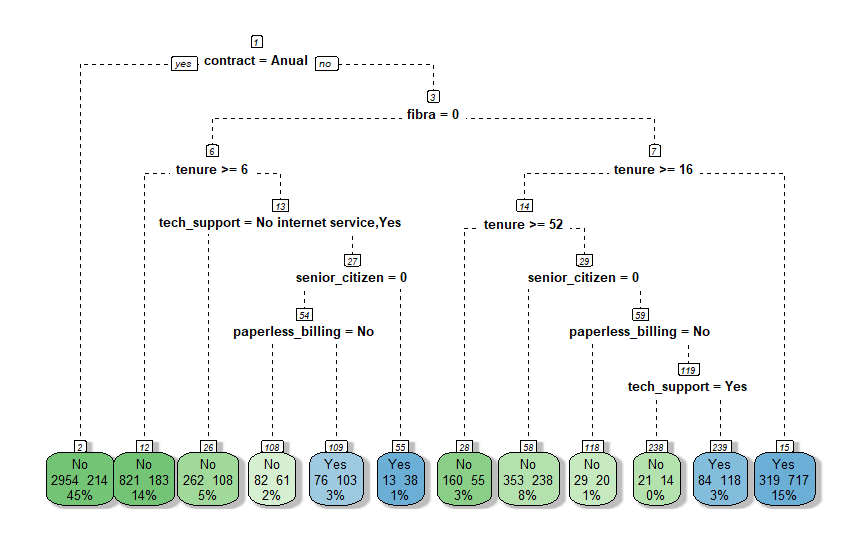 1
yes contract = Anual no
3
fibra = 0
6 7
tenure >= 6 tenure >= 16
13 14
tech_support = No internet service,Yes tenure >= 52
27 29
senior_citizen = 0 senior_citizen = 0
54 59
paperless_billing = No paperless_billing = No
119
tech_support = Yes
2 12 26 108 109 55 28 58 118 238 239 15
No No No No Yes Yes No No No No Yes Yes
2954 214 821 183 262 108 82 61 76 103 13 38 160 55 353 238 29 20 21 14 84 118 319 717
45% 14% 5% 2% 3% 1% 3% 8% 1% 0% 3% 15%